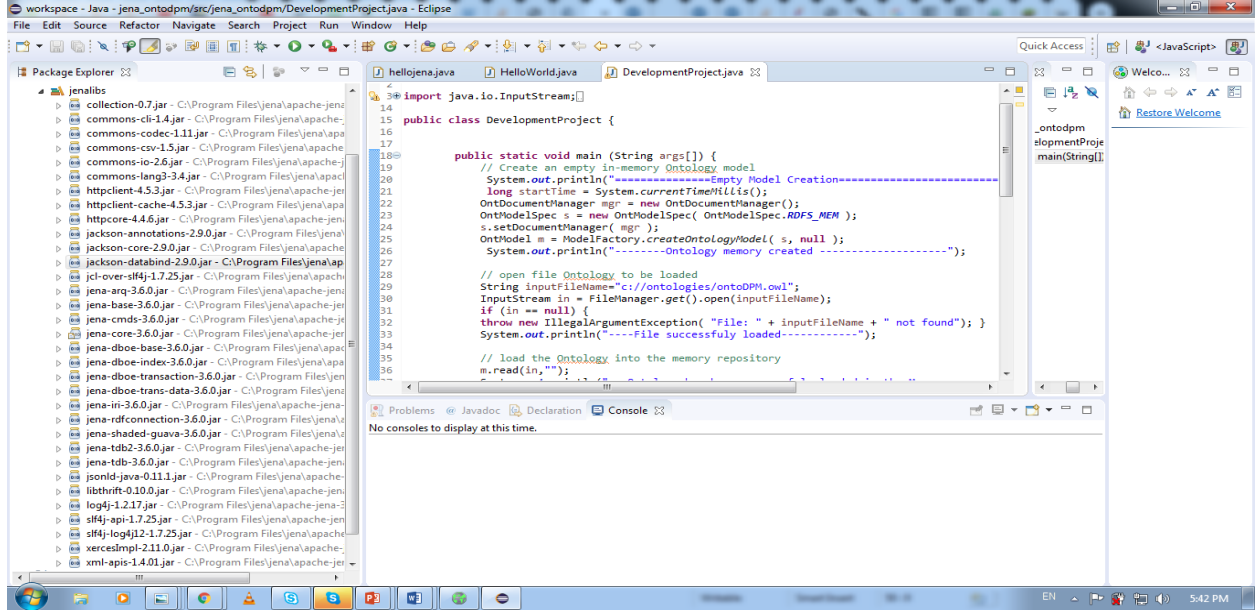 workspace - Java - jena_ontodpm/src/jena_ontodpm/DevelopmentProject.java - Eclipse
File Edit Source Refactor Navigate Search Project Run Window Help
Quick Access
<JavaScript>
Package Explorer
jenalibs
collection-0.7.jar - C:\Program Files\jena\apache-jena
commons-cli-1.4.jar - C:\Program Files\jena\apache-
commons-codec-1.11.jar - C:\Program Files\jena\apa
commons-csv-1.5.jar - C:\Program Files\jena\apache
commons-io-2.6.jar - C:\Program Files\jena\apache-
commons-lang3-3.4.jar - C:\Program Files\jena\apacl
httpclient-4.5.3.jar - C:\Program Files\jena\apache-jer
httpclient-cache-4.5.3.jar - C:\Program Files\jena\apa
httpcore-4.4.6.jar - C:\Program Files\jena\apache-jen
jackson-annotations-2.9.0.jar - C:\Program Files\jena\
jackson-core-2.9.0.jar - C:\Program Files\jena\apache
jackson-databind-2.9.0.jar - C:\Program Files\jena\ap
jcl-over-slf4j-1.7.25.jar - C:\Program Files\jena\apach
jena-arq-3.6.0.jar - C:\Program Files\jena\apache-jen
jena-base-3.6.0.jar - C:\Program Files\jena\apache-je
jena-cmds-3.6.0.jar - C:\Program Files\jena\apache-je
jena-core-3.6.0.jar - C:\Program Files\jena\apache-jer
jena-dboe-base-3.6.0.jar - C:\Program Files\jena\apac
jena-dboe-index-3.6.0.jar - C:\Program Files\jena\apa
jena-dboe-transaction-3.6.0.jar - C:\Program Files\jen
jena-dboe-trans-data-3.6.0.jar - C:\Program Files\jena
jena-iri-3.6.0.jar - C:\Program Files\jena\apache-jena-
jena-rdfconnection-3.6.0.jar - C:\Program Files\jena\a
jena-shaded-guava-3.6.0.jar - C:\Program Files\jena\a
jena-tdb2-3.6.0.jar - C:\Program Files\jena\apache-jer
jena-tdb-3.6.0.jar - C:\Program Files\jena\apache-jen
jsonld-java-0.11.1.jar - C:\Program Files\jena\apache-
libthrift-0.10.0.jar - C:\Program Files\jena\apache-jen
log4j-1.2.17.jar - C:\Program Files\jena\apache-jena-3
slf4j-api-1.7.25.jar - C:\Program Files\jena\apache-jen
slf4j-log4j12-1.7.25.jar - C:\Program Files\jena\apache
xercesImpl-2.11.0.jar - C:\Program Files\jena\apache-
xml-apis-1.4.01.jar - C:\Program Files\jena\apache-jer
hellojena.java HelloWorld.java DevelopmentProject.java
2
3 import java.io.InputStream;
14
15 public class DevelopmentProject {
16
17
18 public static void main (String args[]) {
19 // Create an empty in-memory Ontology model
20 System.out.println("===============Empty Model Creation=========================
21 long startTime = System.currentTimeMillis();
22 OntDocumentManager mgr = new OntDocumentManager();
23 OntModelSpec s = new OntModelSpec( OntModelSpec.RDFS_MEM );
24 s.setDocumentManager( mgr );
25 OntModel m = ModelFactory.createOntologyModel( s, null );
26 System.out.println("--------Ontology memory created --------------------");
27
28 // open file Ontology to be loaded
29 String inputFileName="c://ontologies/ontoDPM.owl";
30 InputStream in = FileManager.get().open(inputFileName);
31 if (in == null) {
32 throw new IllegalArgumentException( "File: " + inputFileName + " not found"); }
33 System.out.println("----File successfuly loaded------------");
34
35 // load the Ontology into the memory repository
36 m.read(in,"");
_ontodpm
elopmentProje
main(String[]
Welco...
Restore Welcome
Problems Javadoc Declaration Console
No consoles to display at this time.
EN
5:42 PM